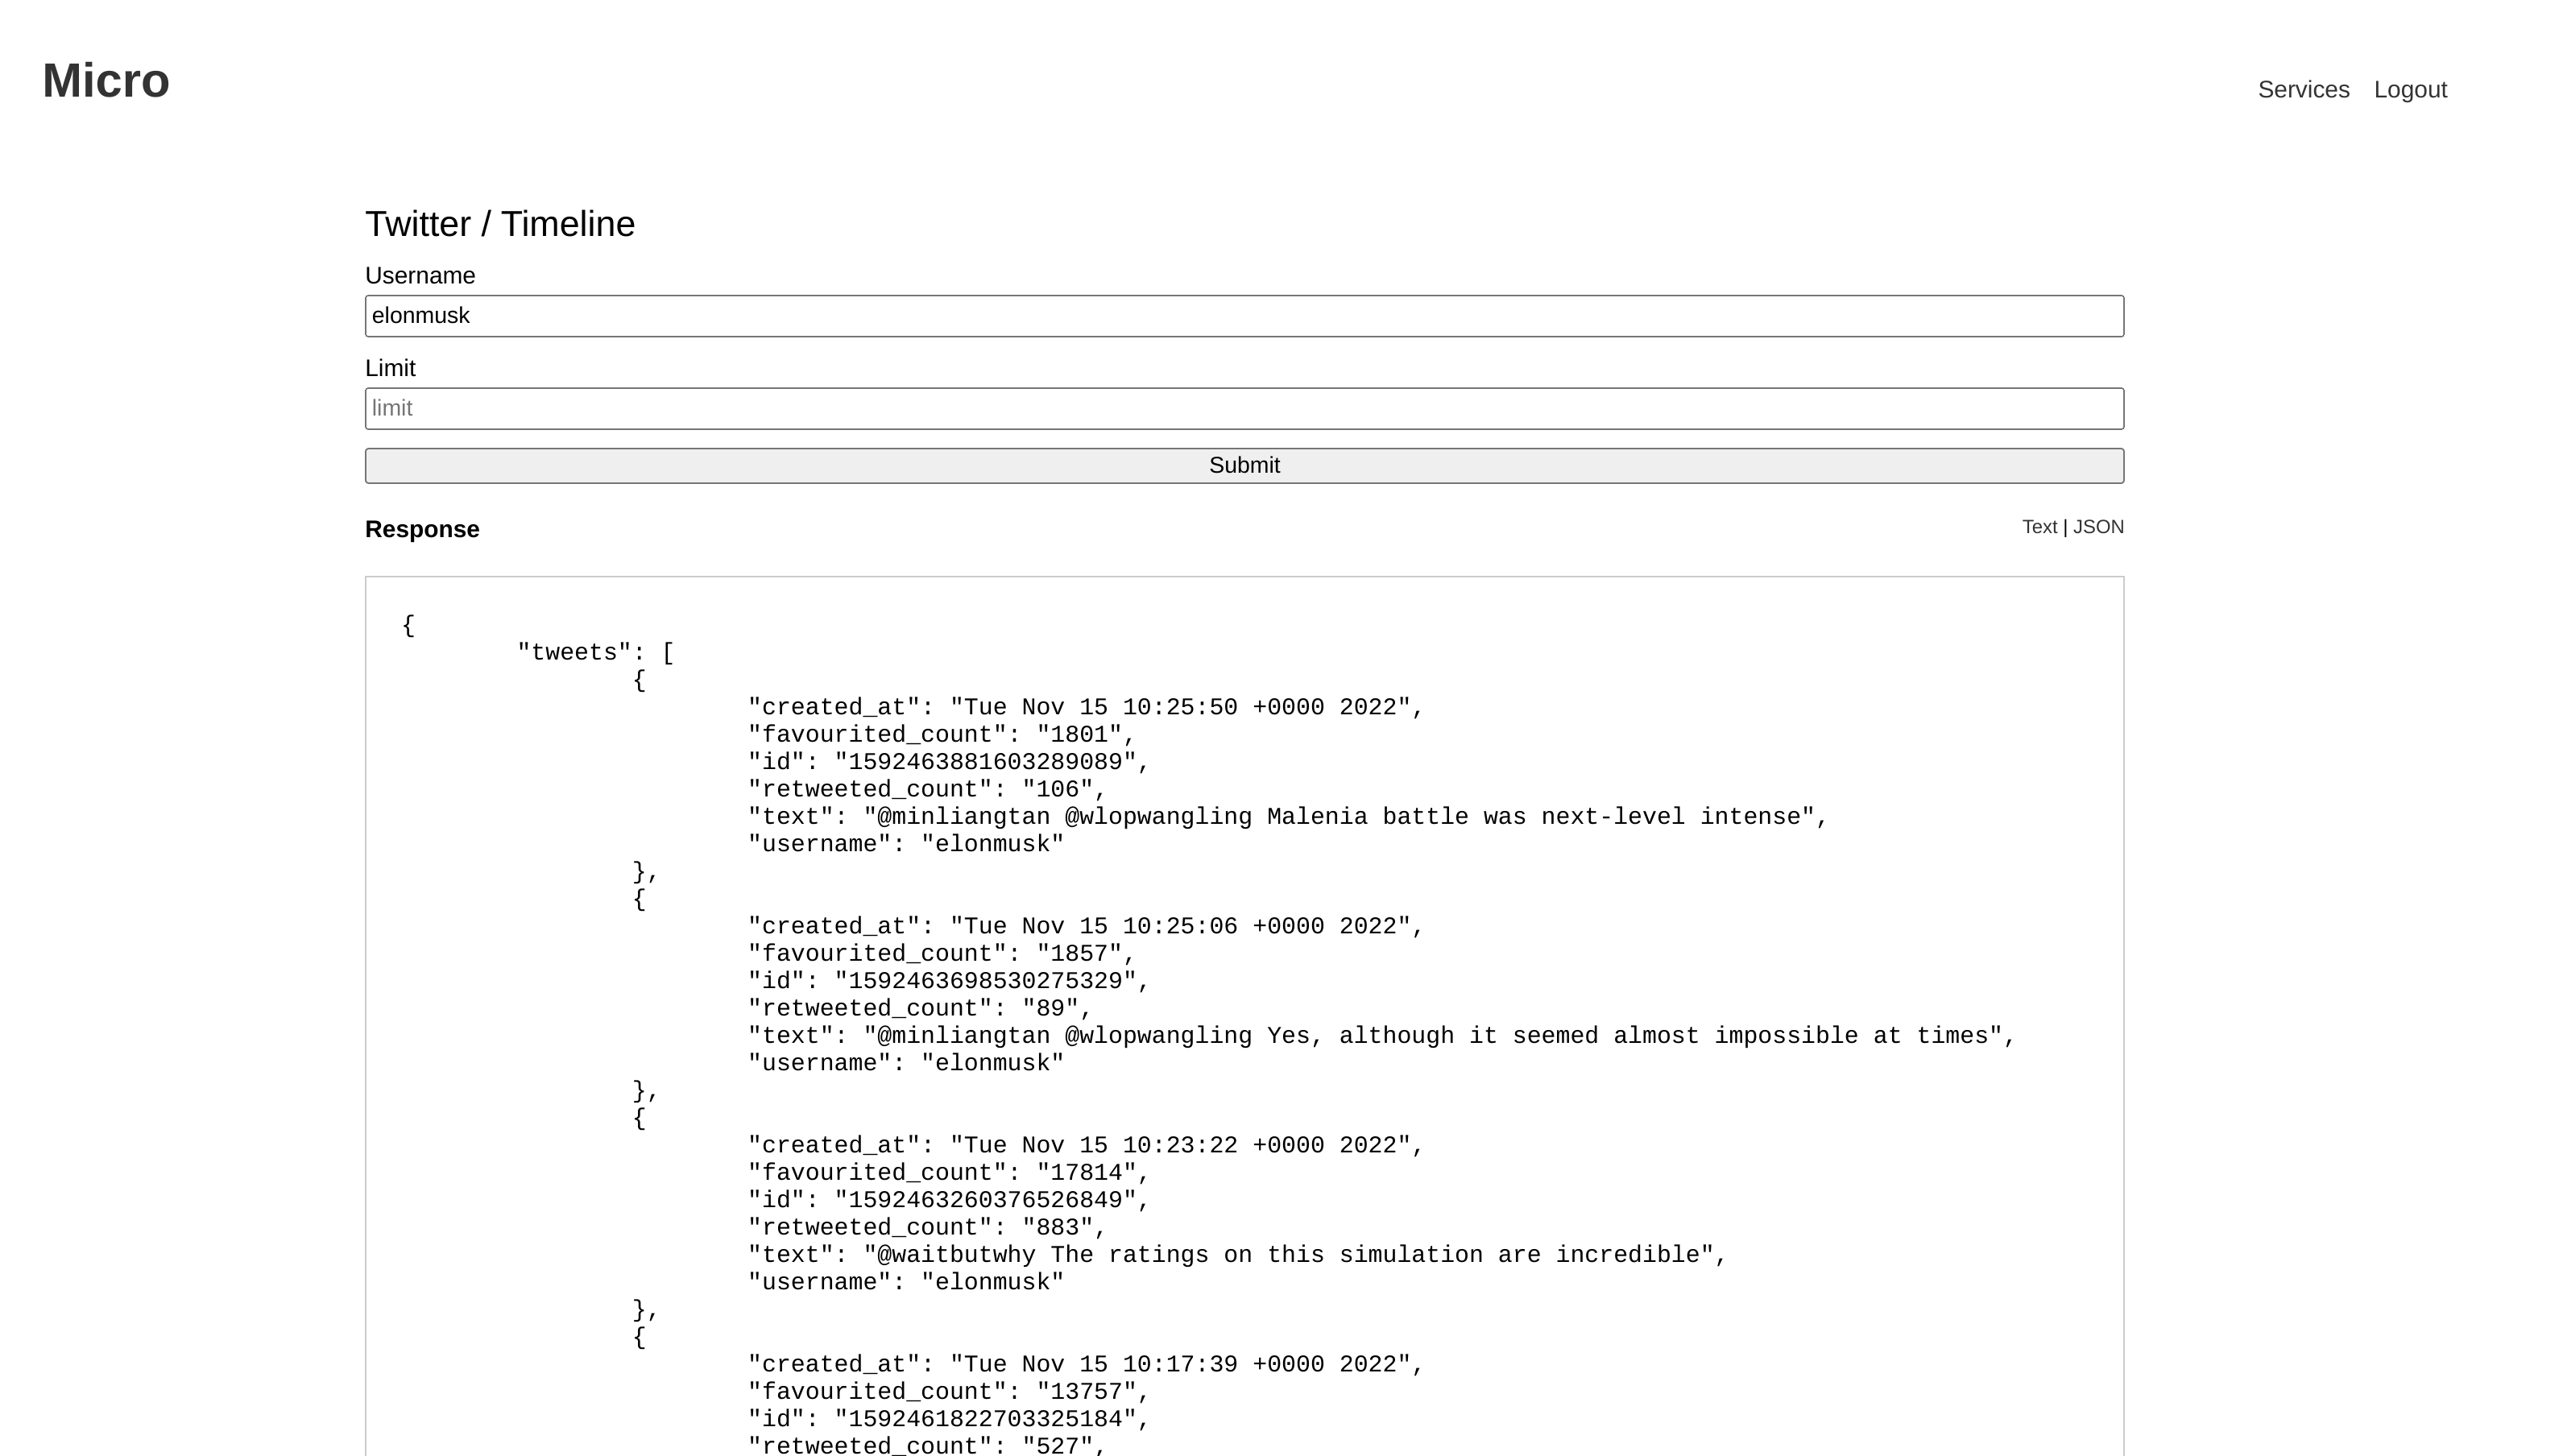 Micro
Services Logout
Twitter / Timeline
Username
elonmusk
Limit
limit
Submit
Response
Text | JSON
{
"tweets": [
{
"created_at": "Tue Nov 15 10:25:50 +0000 2022",
"favourited_count": "1801",
"id": "1592463881603289089",
"retweeted_count": "106",
"text": "@minliangtan @wlopwangling Malenia battle was next-level intense",
"username": "elonmusk"
},
{
"created_at": "Tue Nov 15 10:25:06 +0000 2022",
"favourited_count": "1857",
"id": "1592463698530275329",
"retweeted_count": "89",
"text": "@minliangtan @wlopwangling Yes, although it seemed almost impossible at times",
"username": "elonmusk"
},
{
"created_at": "Tue Nov 15 10:23:22 +0000 2022",
"favourited_count": "17814",
"id": "1592463260376526849",
"retweeted_count": "883",
"text": "@waitbutwhy The ratings on this simulation are incredible",
"username": "elonmusk"
},
{
"created_at": "Tue Nov 15 10:17:39 +0000 2022",
"favourited_count": "13757",
"id": "1592461822703325184",
"retweeted_count": "527",